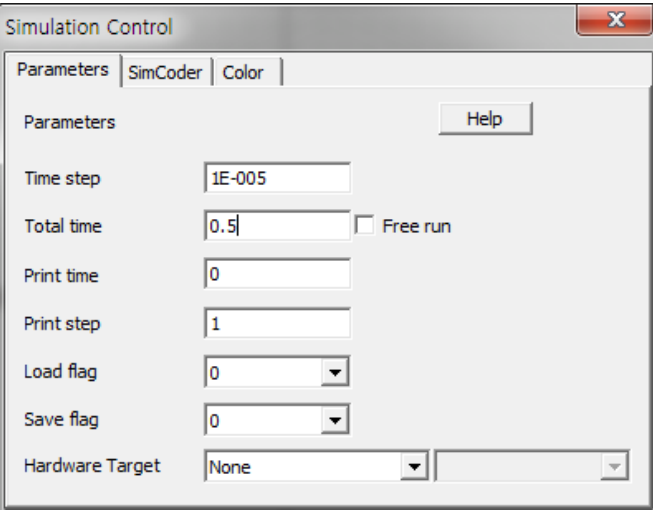 Simulation Control
Parameters SimCoder Color
Parameters Help
Time step 1E-005
Total time 0.5 Free run
Print time 0
Print step 1
Load flag 0
Save flag 0
Hardware Target None